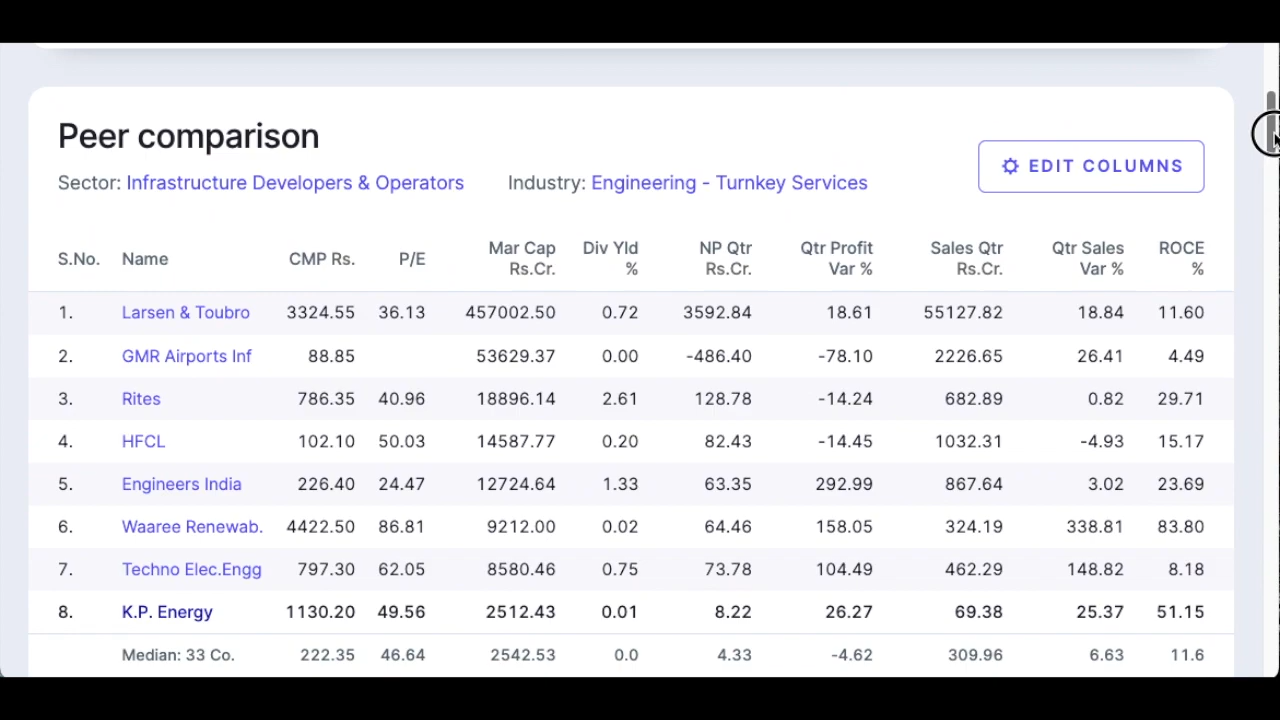 Peer comparison
Sector: Infrastructure Developers & Operators Industry: Engineering - Turnkey Services
EDIT COLUMNS
S.No. Name CMP Rs. P/E Mar Cap Rs.Cr. Div Yld % NP Qtr Rs.Cr. Qtr Profit Var % Sales Qtr Rs.Cr. Qtr Sales Var % ROCE %
1. Larsen & Toubro 3324.55 36.13 457002.50 0.72 3592.84 18.61 55127.82 18.84 11.60
2. GMR Airports Inf 88.85 53629.37 0.00 -486.40 -78.10 2226.65 26.41 4.49
3. Rites 786.35 40.96 18896.14 2.61 128.78 -14.24 682.89 0.82 29.71
4. HFCL 102.10 50.03 14587.77 0.20 82.43 -14.45 1032.31 -4.93 15.17
5. Engineers India 226.40 24.47 12724.64 1.33 63.35 292.99 867.64 3.02 23.69
6. Waaree Renewab. 4422.50 86.81 9212.00 0.02 64.46 158.05 324.19 338.81 83.80
7. Techno Elec.Engg 797.30 62.05 8580.46 0.75 73.78 104.49 462.29 148.82 8.18
8. K.P. Energy 1130.20 49.56 2512.43 0.01 8.22 26.27 69.38 25.37 51.15
Median: 33 Co. 222.35 46.64 2542.53 0.0 4.33 -4.62 309.96 6.63 11.6